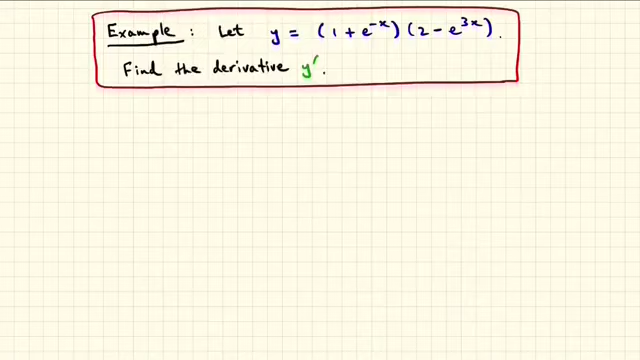 Example : Let y = (1 + e^{-x}) (2 - e^{3x}).
Find the derivative y'.